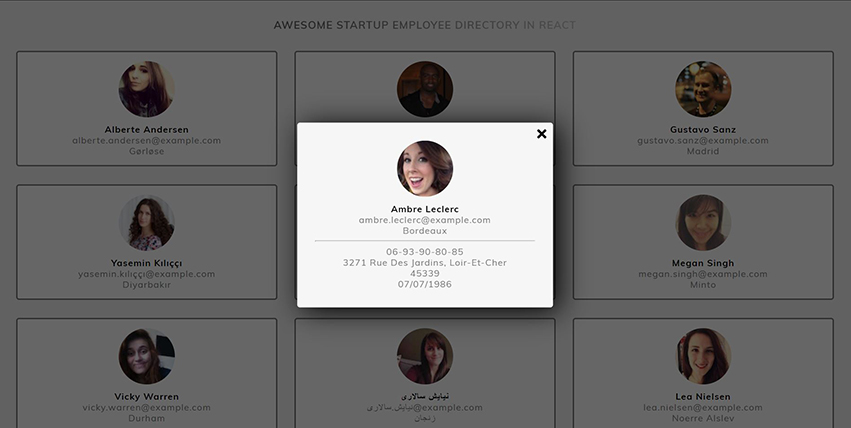 AWESOME STARTUP EMPLOYEE DIRECTORY IN REACT
Alberte Andersen
alberte.andersen@example.com
Gørløse
Gustavo Sanz
gustavo.sanz@example.com
Madrid
Ambre Leclerc
ambre.leclerc@example.com
Bordeaux
06-93-90-80-85
3271 Rue Des Jardins, Loir-Et-Cher
45339
07/07/1986
Yasemin Kılıççı
yasemin.kılıççı@example.com
Diyarbakır
Megan Singh
megan.singh@example.com
Minto
Vicky Warren
vicky.warren@example.com
Durham
نیایش سالاری
نیایش.سالاری@example.com
زنجان
Lea Nielsen
lea.nielsen@example.com
Noerre Alslev